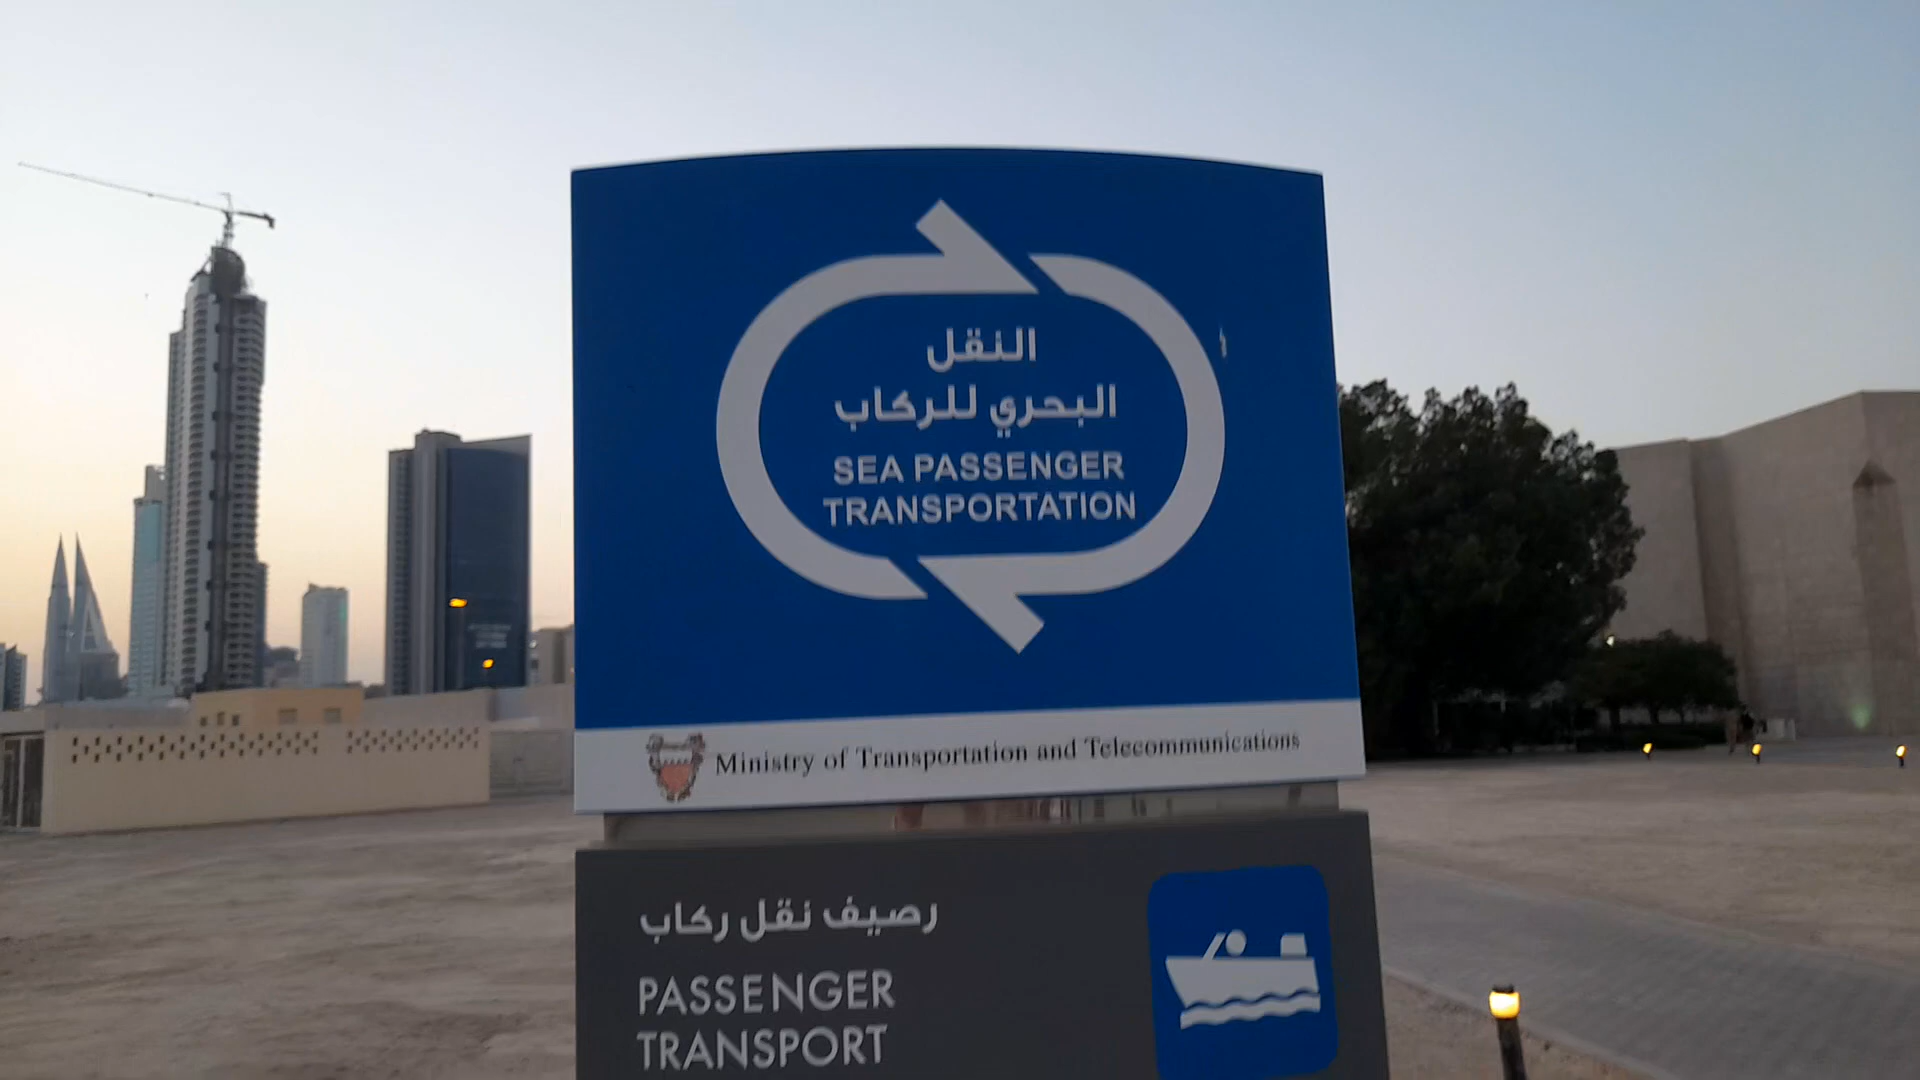 النقل
البحري للركاب
SEA PASSENGER
TRANSPORTATION
Ministry of Transportation and Telecommunications
رصيف نقل ركاب
PASSENGER
TRANSPORT